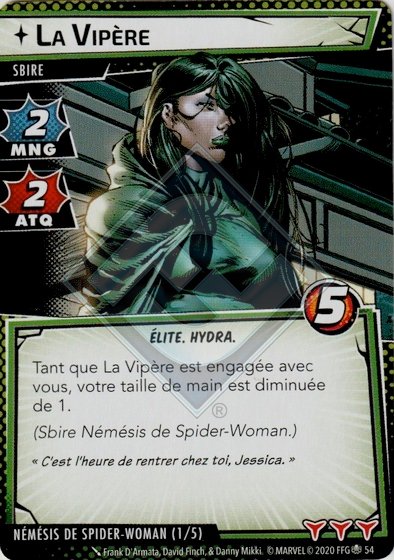 LA VIPÈRE
SBIRE
2
MNG
2
ATQ
5
ÉLITE. HYDRA.
Tant que La Vipère est engagée avec
vous, votre taille de main est diminuée
de 1.
(Sbire Némésis de Spider-Woman.)
« C'est l'heure de rentrer chez toi, Jessica. »
®
NÉMÉSIS DE SPIDER-WOMAN (1/5)
Frank D'Armata, David Finch, & Danny Mikki. © MARVEL © 2020 FFG 54